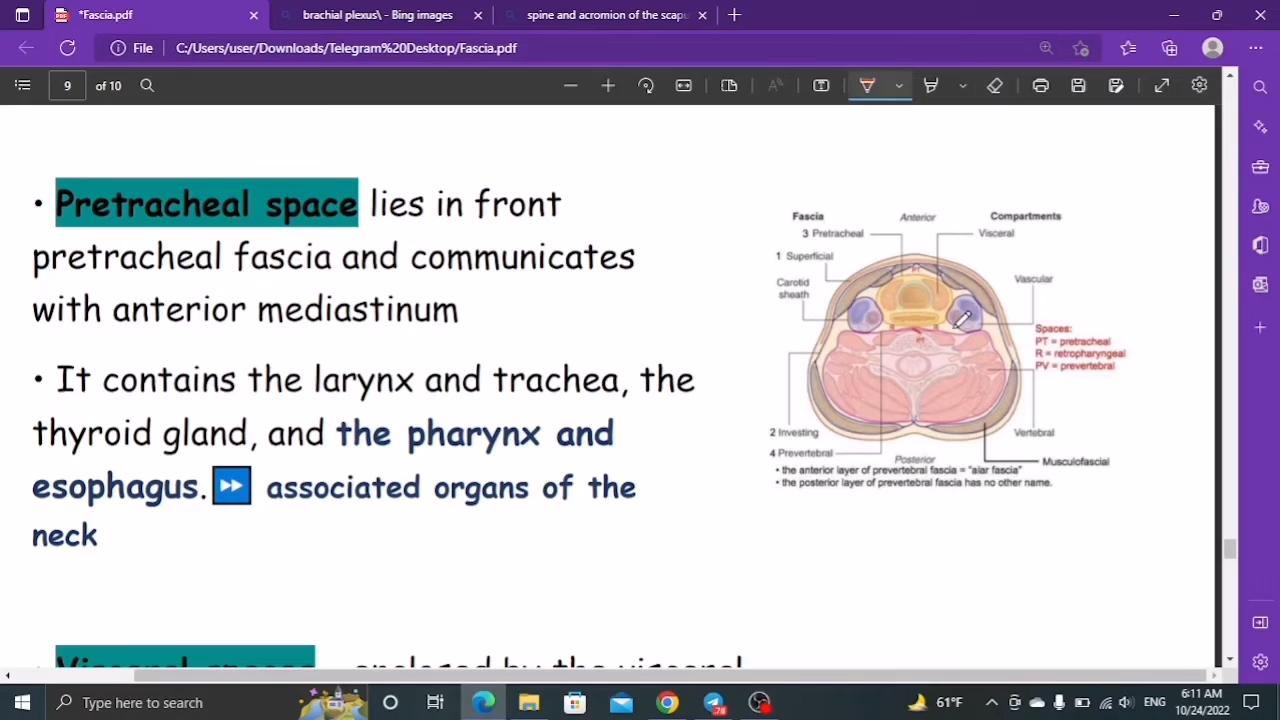 *Fascia.pdf
brachial plexus\ - Bing images
spine and acromion of the scapu
File
C:/Users/user/Downloads/Telegram%20Desktop/Fascia.pdf
9 of 10
• Pretracheal space lies in front
pretracheal fascia and communicates
with anterior mediastinum
• It contains the larynx and trachea, the
thyroid gland, and the pharynx and
esophagus. associated organs of the
neck
Fascia
Anterior
Compartments
3 Pretracheal
Visceral
1 Superficial
Carotid
sheath
Vascular
PT
Spaces:
PT = pretracheal
R = retropharyngeal
PV = prevertebral
2 Investing
Vertebral
4 Prevertebral
Posterior
Musculofascial
• the anterior layer of prevertebral fascia = "alar fascia"
• the posterior layer of prevertebral fascia has no other name.
Type here to search
78
61°F
ENG
6:11 AM
10/24/2022